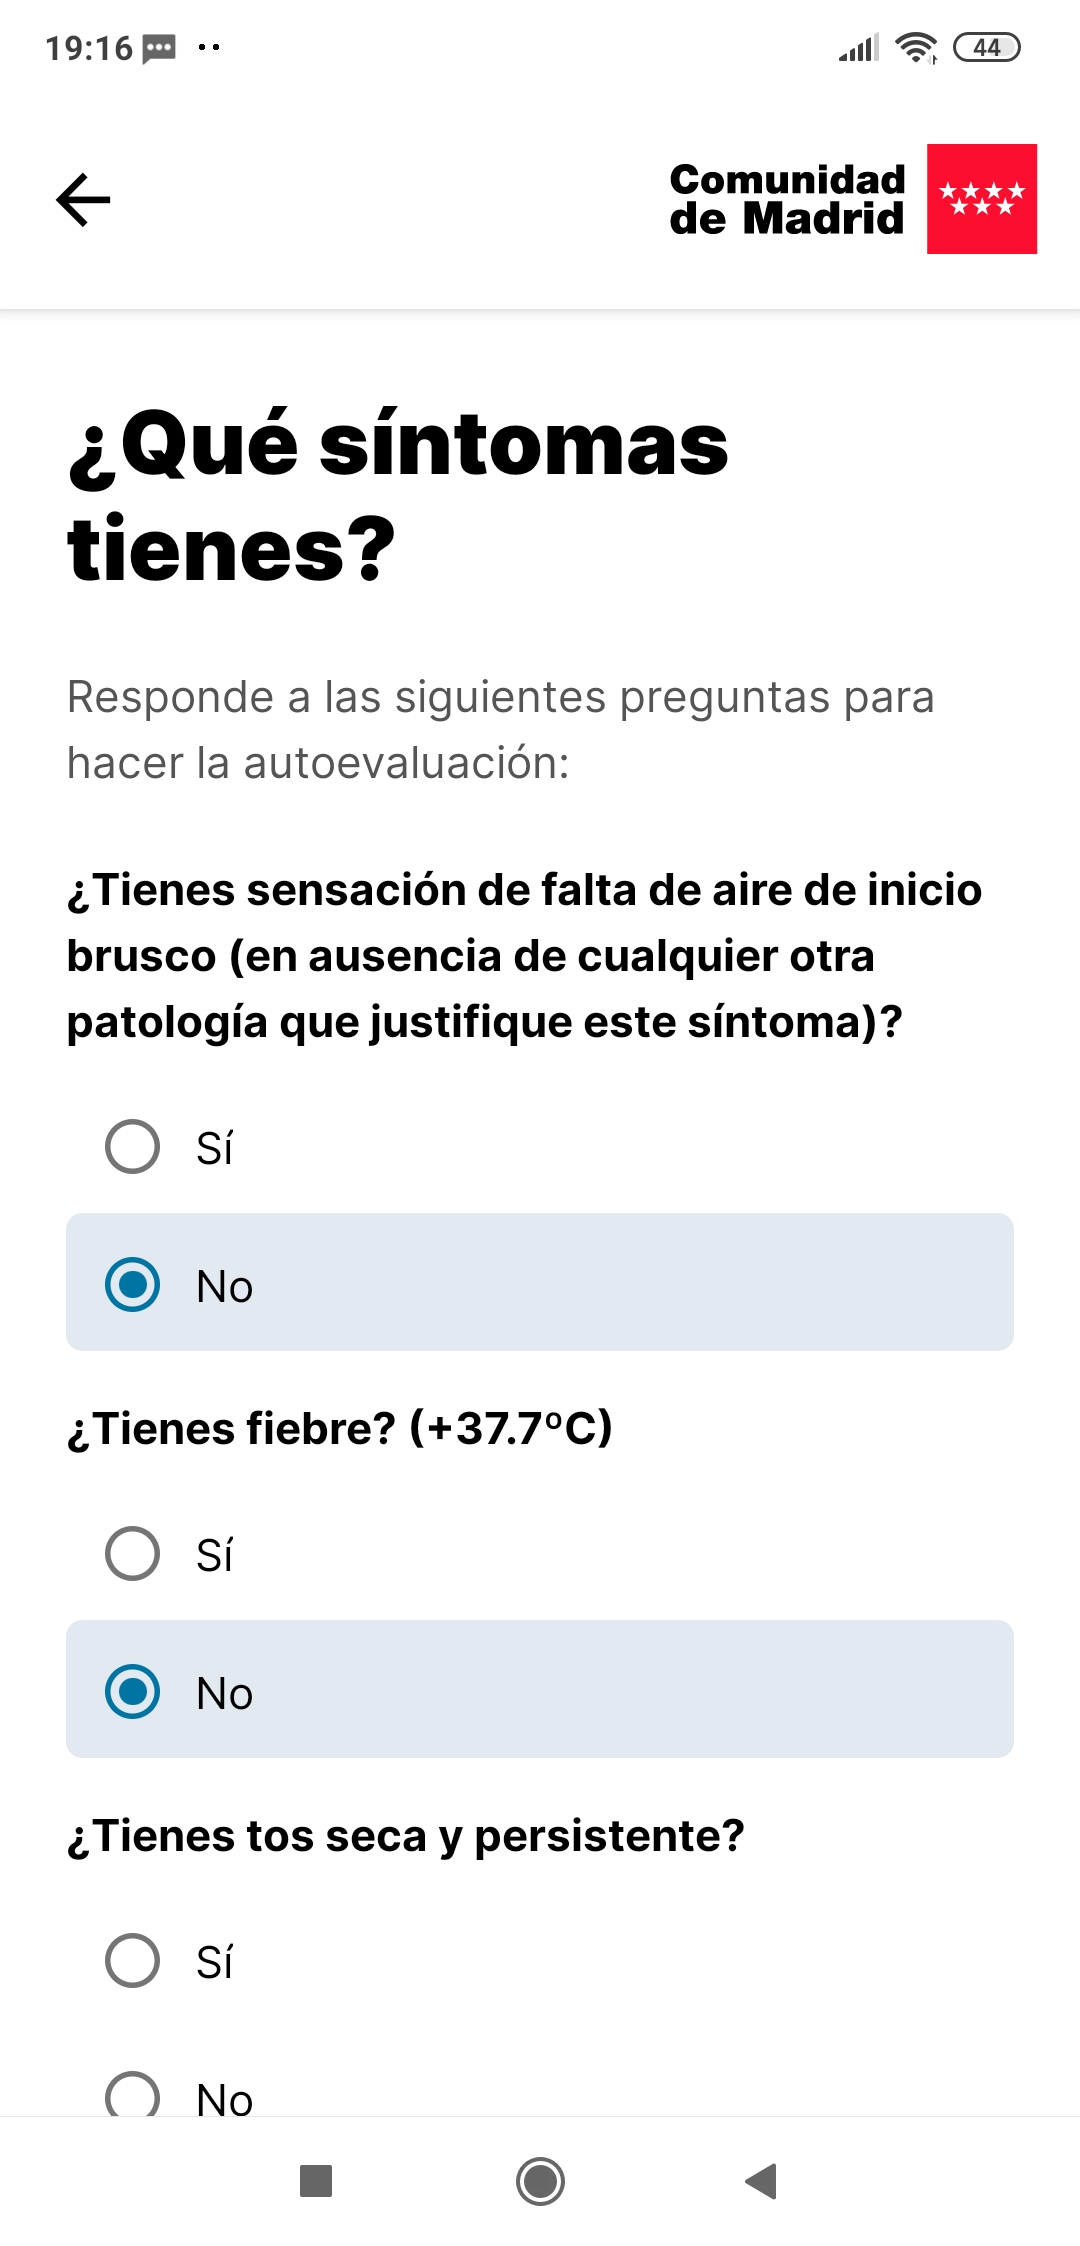 19:16
44
Comunidad
de Madrid
¿Qué síntomas
tienes?
Responde a las siguientes preguntas para
hacer la autoevaluación:
¿Tienes sensación de falta de aire de inicio
brusco (en ausencia de cualquier otra
patología que justifique este síntoma)?
Sí
No
¿Tienes fiebre? (+37.7ºC)
Sí
No
¿Tienes tos seca y persistente?
Sí
No